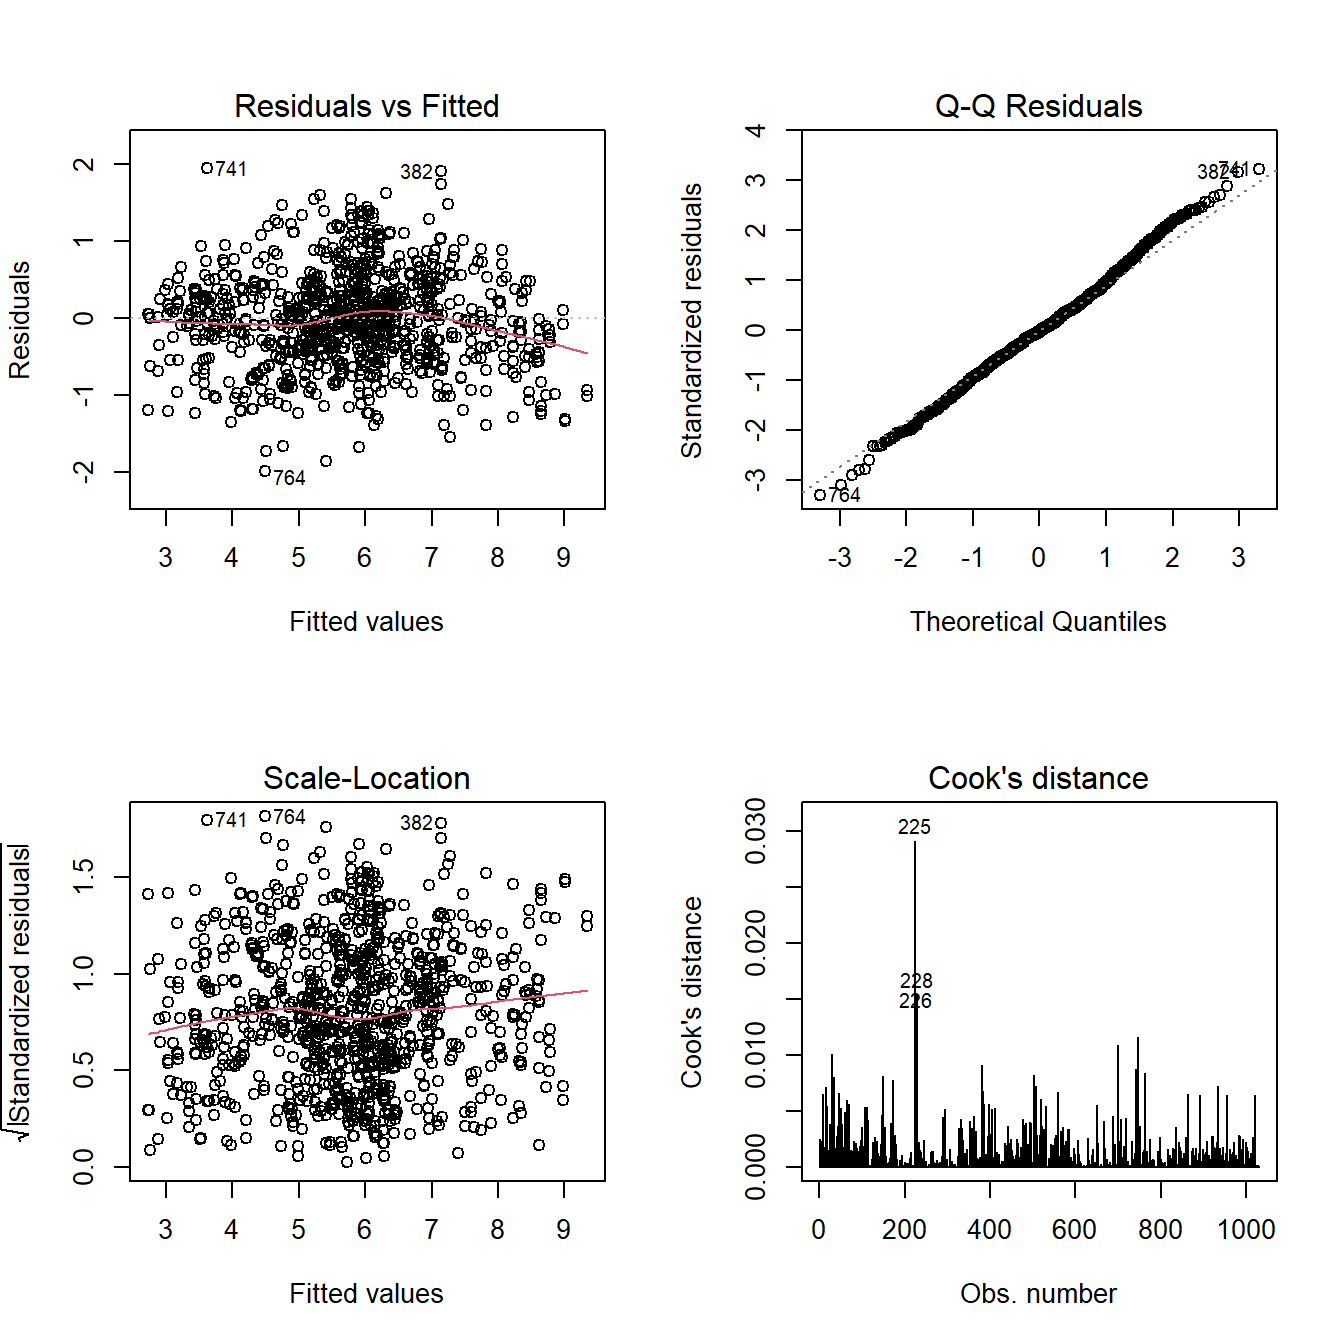 Residuals vs Fitted
Residuals
2
1
0
-1
-2
741
382
764
3 4 5 6 7 8 9
Fitted values
Q-Q Residuals
Standardized residuals
4
3
2
1
0
-1
-2
-3
382
741
764
-3 -2 -1 0 1 2 3
Theoretical Quantiles
Scale-Location
√|Standardized residuals|
1.5
1.0
0.5
0.0
741
764
382
3 4 5 6 7 8 9
Fitted values
Cook's distance
Cook's distance
0.030
0.020
0.010
0.000
225
228
226
0 200 400 600 800 1000
Obs. number